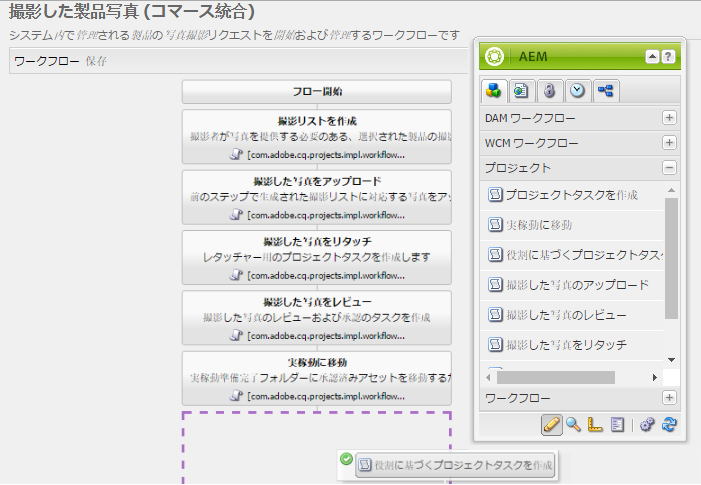 撮影した製品写真 (コマース統合)
システム内で管理される製品の写真撮影リクエストを開始および管理するワークフローです
ワークフロー 保存
フロー開始
撮影リストを作成
撮影者が写真を提供する必要のある、選択された製品の撮影
[com.adobe.cq.projects.impl.workflow...
撮影した写真をアップロード
前のステップで生成された撮影リストに対応する写真をアッ
[com.adobe.cq.projects.impl.workflow...
撮影した写真をリタッチ
レタッチャー用のプロジェクトタスクを作成します
[com.adobe.cq.projects.impl.workflow...
撮影した写真をレビュー
撮影した写真のレビューおよび承認のタスクを作成
[com.adobe.cq.projects.impl.workflow...
実稼動に移動
実稼動準備完了フォルダーに承認済みアセットを移動するた
[com.adobe.cq.projects.impl.workflow...
役割に基づくプロジェクトタスクを作成
AEM
DAM ワークフロー
WCM ワークフロー
プロジェクト
プロジェクトタスクを作成
実稼動に移動
役割に基づくプロジェクトタスク
撮影した写真のアップロード
撮影した写真のレビュー
撮影した写真をリタッチ
ワークフロー